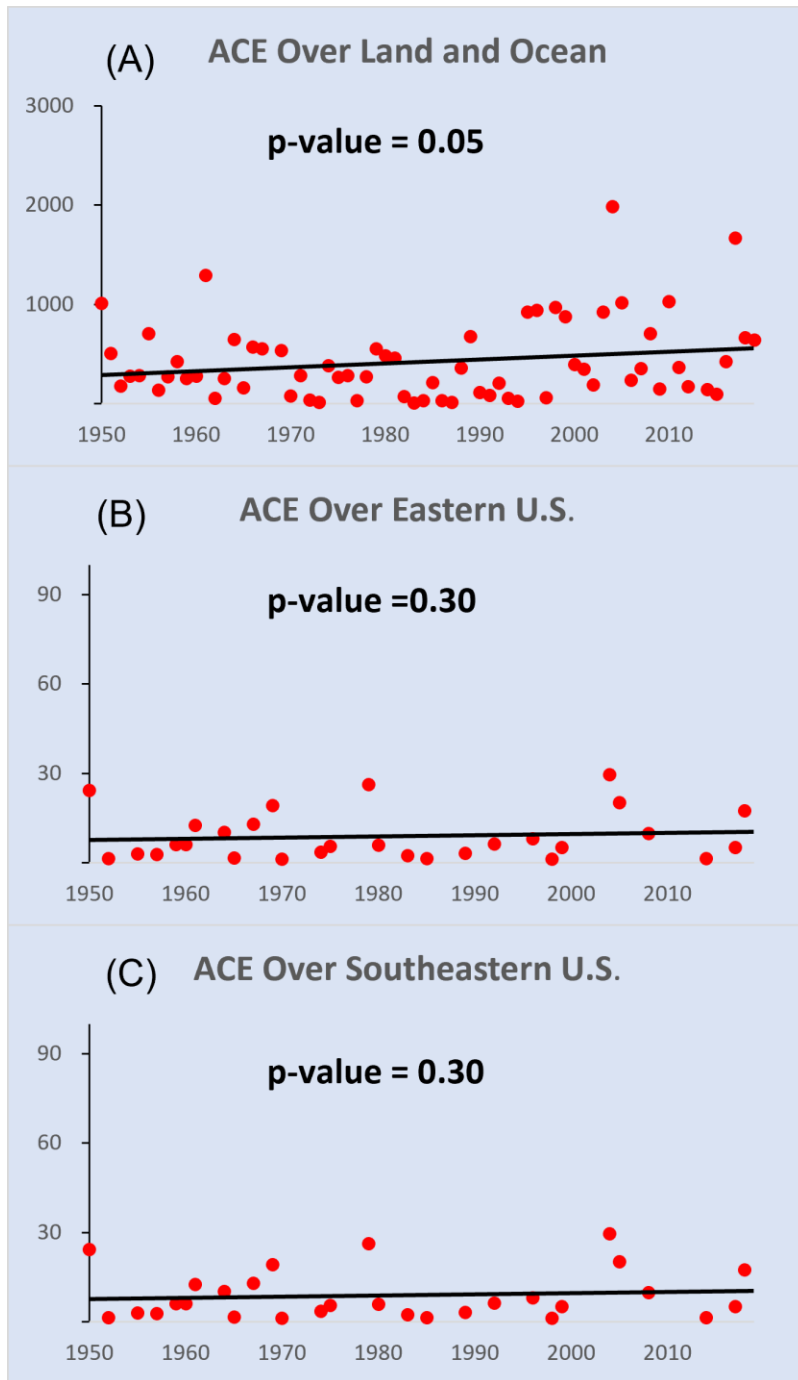 (A) ACE Over Land and Ocean
3000
p-value = 0.05
2000
1000
1950 1960 1970 1980 1990 2000 2010
(B) ACE Over Eastern U.S.
90
p-value =0.30
60
30
1950 1960 1970 1980 1990 2000 2010
(C) ACE Over Southeastern U.S.
90
p-value = 0.30
60
30
1950 1960 1970 1980 1990 2000 2010